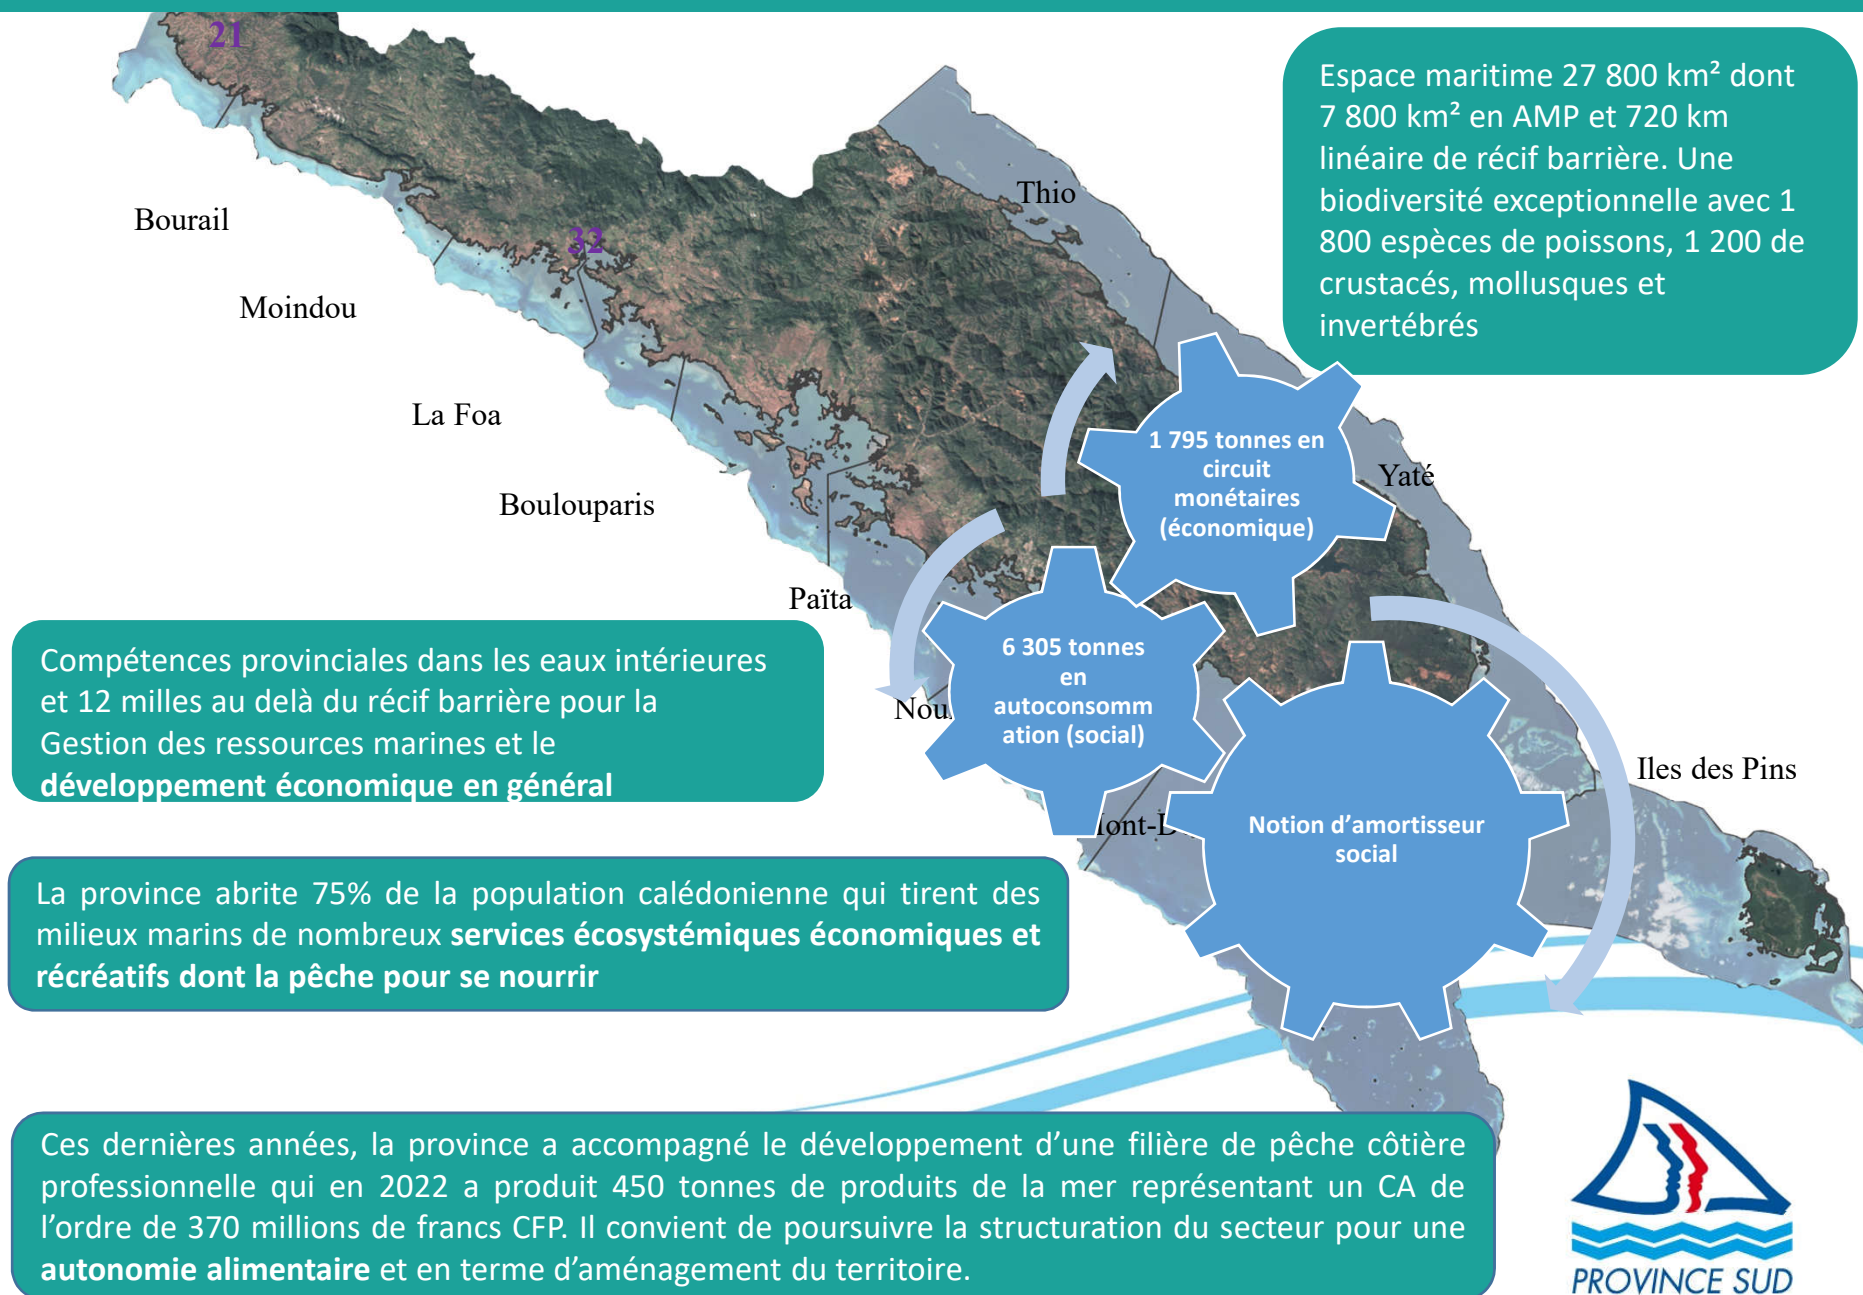 21
Espace maritime 27 800 km² dont
7 800 km² en AMP et 720 km
linéaire de récif barrière. Une
biodiversité exceptionnelle avec 1
800 espèces de poissons, 1 200 de
crustacés, mollusques et
invertébrés
Thio
Bourail
32
Moindou
La Foa
Boulouparis
1 795 tonnes en
circuit
monétaires
(économique)
Yaté
Païta
Compétences provinciales dans les eaux intérieures
et 12 milles au delà du récif barrière pour la
Gestion des ressources marines et le
développement économique en général
6 305 tonnes
en
autoconsomm
ation (social)
Iles des Pins
Notion d’amortisseur
social
La province abrite 75% de la population calédonienne qui tirent des
milieux marins de nombreux services écosystémiques économiques et
récréatifs dont la pêche pour se nourrir
Ces dernières années, la province a accompagné le développement d’une filière de pêche côtière
professionnelle qui en 2022 a produit 450 tonnes de produits de la mer représentant un CA de
l’ordre de 370 millions de francs CFP. Il convient de poursuivre la structuration du secteur pour une
autonomie alimentaire et en terme d’aménagement du territoire.
PROVINCE SUD